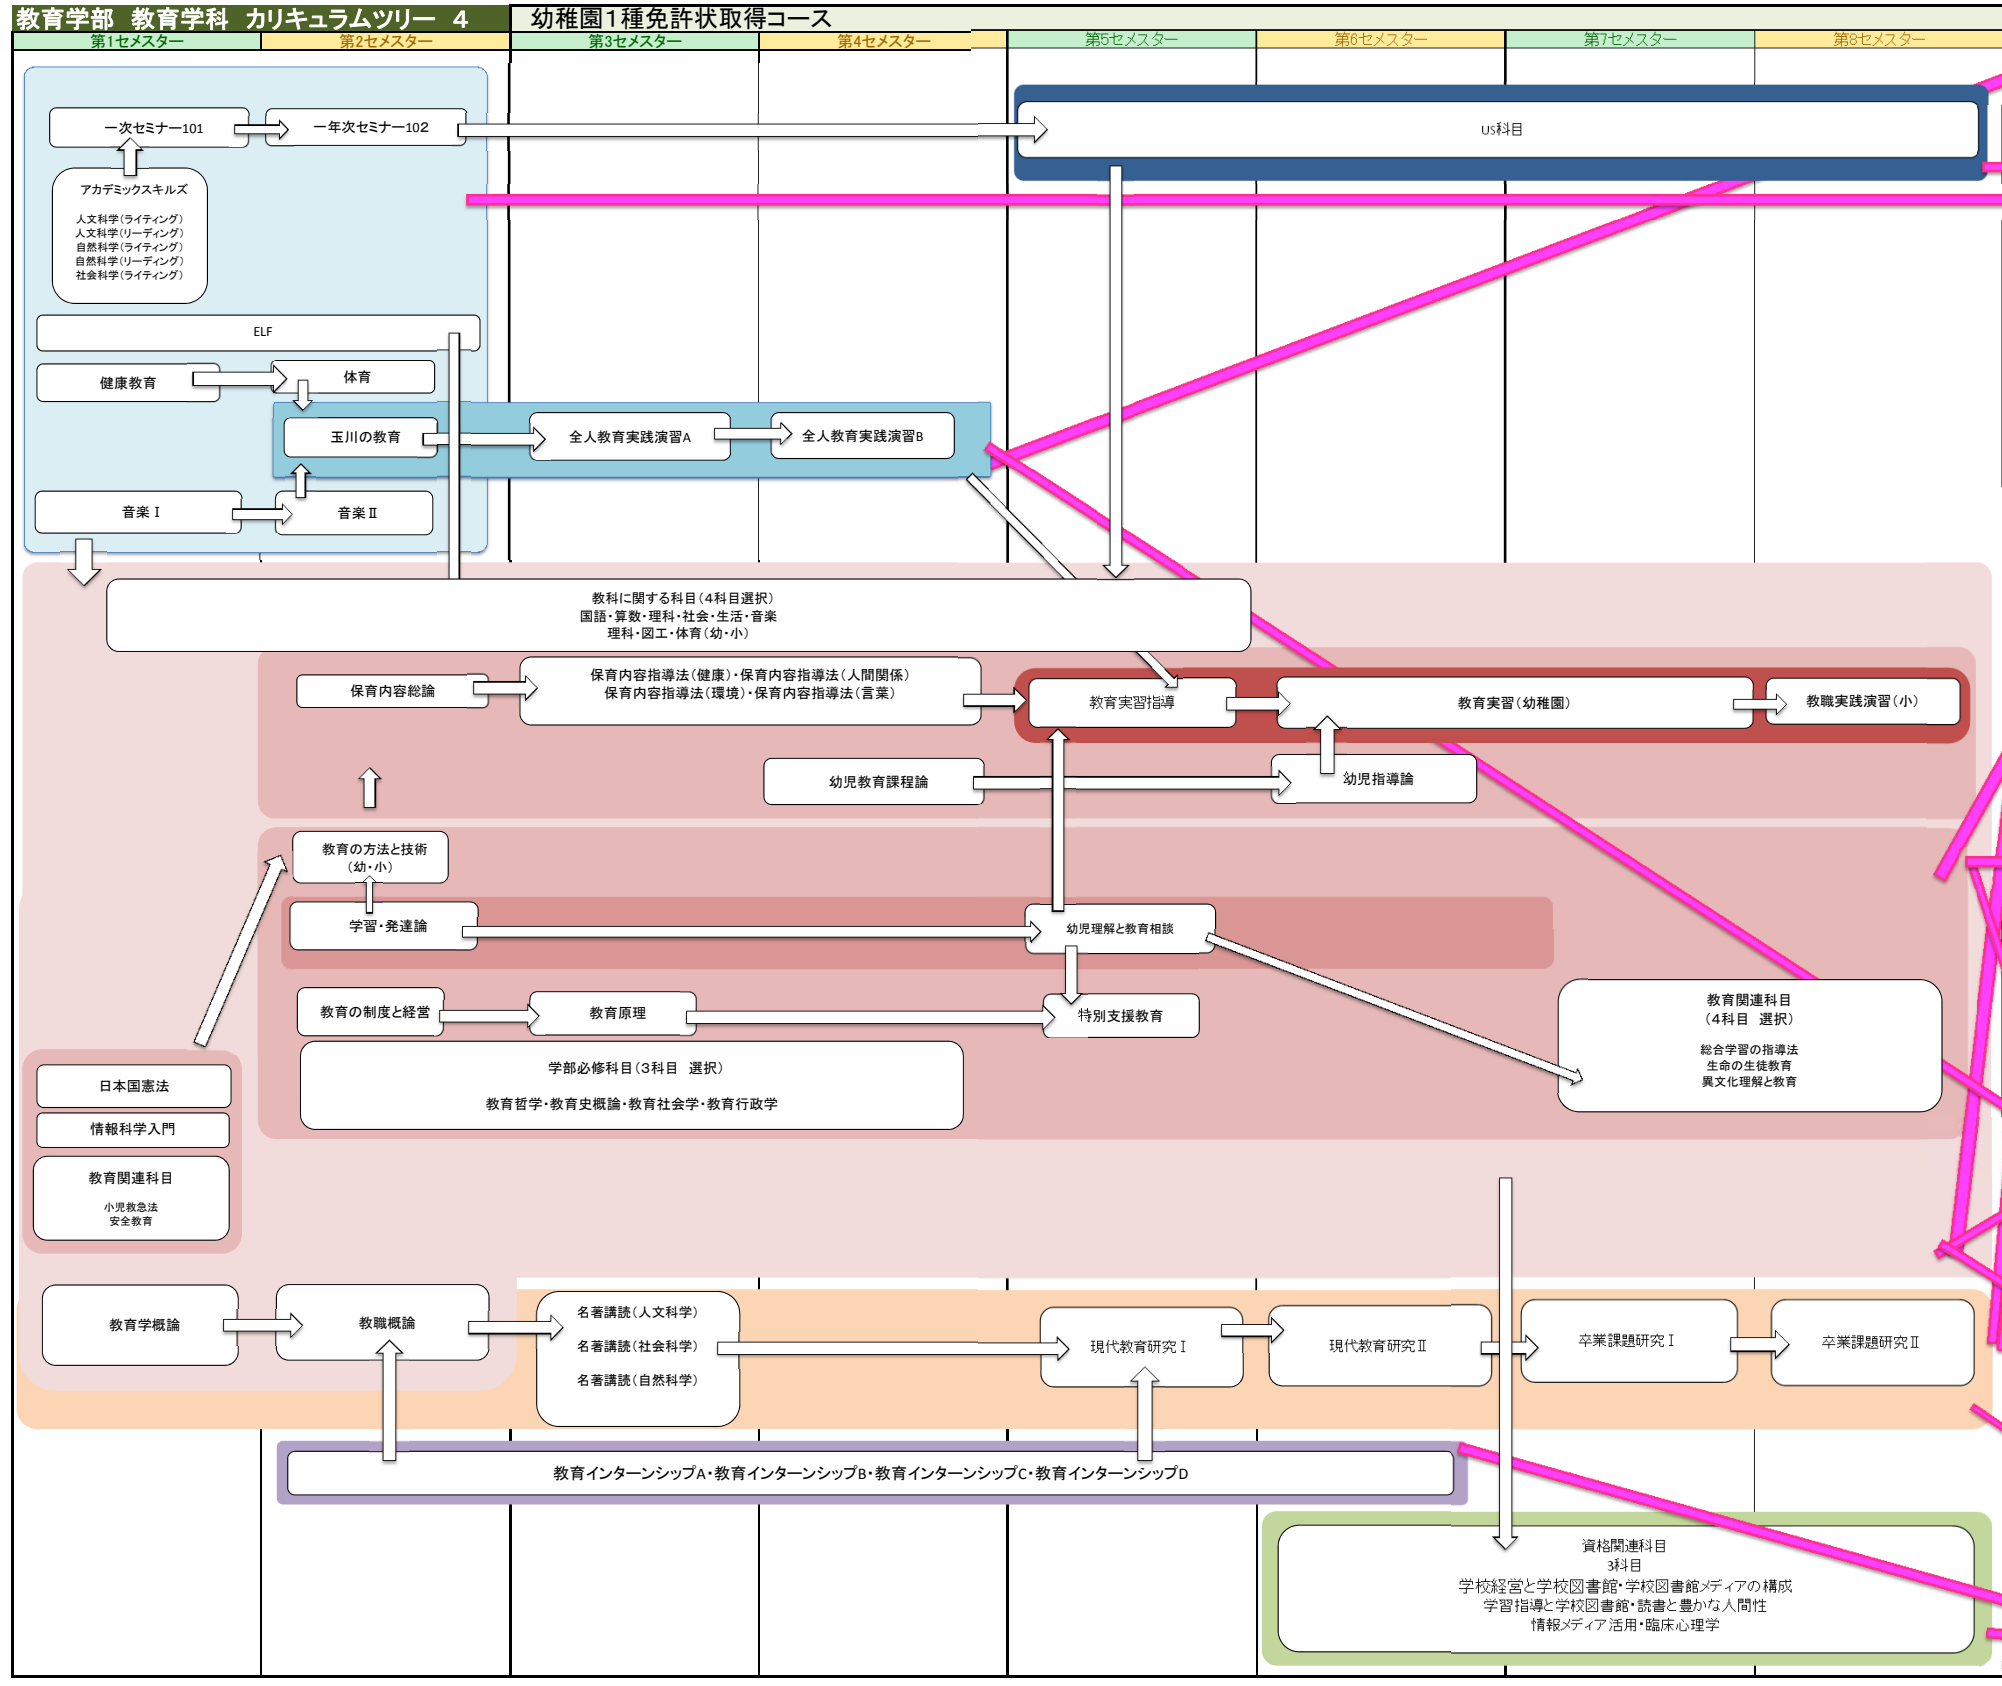 教育学部 教育学科 カリキュラムツリー 4
幼稚園1種免許状取得コース
第1セメスター
第2セメスター
第3セメスター
第4セメスター
第5セメスター
第6セメスター
第7セメスター
第8セメスター
一次セミナー101
一年次セミナー102
US科目
アカデミックスキルズ
人文科学(ライティング)
人文科学(リーディング)
自然科学(ライティング)
自然科学(リーディング)
社会科学(ライティング)
ELF
健康教育
体育
玉川の教育
全人教育実践演習A
全人教育実践演習B
音楽Ⅰ
音楽Ⅱ
教科に関する科目(4科目選択)
国語・算数・理科・社会・生活・音楽
理科・図工・体育(幼・小)
保育内容総論
保育内容指導法(健康)・保育内容指導法(人間関係)
保育内容指導法(環境)・保育内容指導法(言葉)
教育実習指導
教育実習(幼稚園)
教職実践演習(小)
幼児教育課程論
幼児指導論
教育の方法と技術
(幼・小)
学習・発達論
幼児理解と教育相談
教育の制度と経営
教育原理
特別支援教育
教育関連科目
(4科目 選択)
総合学習の指導法
生命の生徒教育
異文化理解と教育
学部必修科目(3科目 選択)
教育哲学・教育史概論・教育社会学・教育行政学
日本国憲法
情報科学入門
教育関連科目
小児救急法
安全教育
教育学概論
教職概論
名著講読(人文科学)
名著講読(社会科学)
名著講読(自然科学)
現代教育研究Ⅰ
現代教育研究Ⅱ
卒業課題研究Ⅰ
卒業課題研究Ⅱ
教育インターンシップA・教育インターンシップB・教育インターンシップC・教育インターンシップD
資格関連科目
3科目
学校経営と学校図書館・学校図書館メディアの構成
学習指導と学校図書館・読書と豊かな人間性
情報メディア活用・臨床心理学